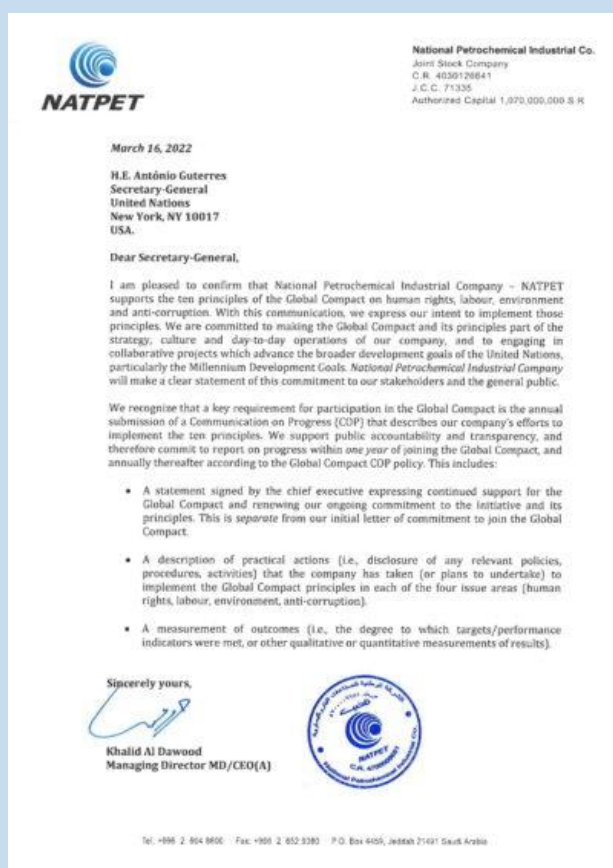 NATPET
National Petrochemical Industrial Co.
Joint Stock Company
C.R. 4030126641
J.C.C. 71335
Authorized Capital 1,070,000,000 S R
March 16, 2022
H.E. António Guterres
Secretary-General
United Nations
New York, NY 10017
USA.
Dear Secretary-General,
I am pleased to confirm that National Petrochemical Industrial Company – NATPET
supports the ten principles of the Global Compact on human rights, labour, environment
and anti-corruption. With this communication, we express our intent to implement those
principles. We are committed to making the Global Compact and its principles part of the
strategy, culture and day-to-day operations of our company, and to engaging in
collaborative projects which advance the broader development goals of the United Nations,
particularly the Millennium Development Goals. National Petrochemical Industrial Company
will make a clear statement of this commitment to our stakeholders and the general public.
We recognize that a key requirement for participation in the Global Compact is the annual
submission of a Communication on Progress (COP) that describes our company's efforts to
implement the ten principles. We support public accountability and transparency, and
therefore commit to report on progress within one year of joining the Global Compact, and
annually thereafter according to the Global Compact COP policy. This includes:
• A statement signed by the chief executive expressing continued support for the
Global Compact and renewing our ongoing commitment to the initiative and its
principles. This is separate from our initial letter of commitment to join the Global
Compact.
• A description of practical actions (i.e., disclosure of any relevant policies,
procedures, activities) that the company has taken (or plans to undertake) to
implement the Global Compact principles in each of the four issue areas (human
rights, labour, environment, anti-corruption).
• A measurement of outcomes (i.e., the degree to which targets/performance
indicators were met, or other qualitative or quantitative measurements of results).
Sincerely yours,
Khalid Al Dawood
Managing Director MD/CEO(A)
NATPET
National Petrochemical Industrial Co.
Tel: +966 2 604 8600 Fax: +966 2 652 9380 P.O. Box 4459, Jeddah 21491 Saudi Arabia